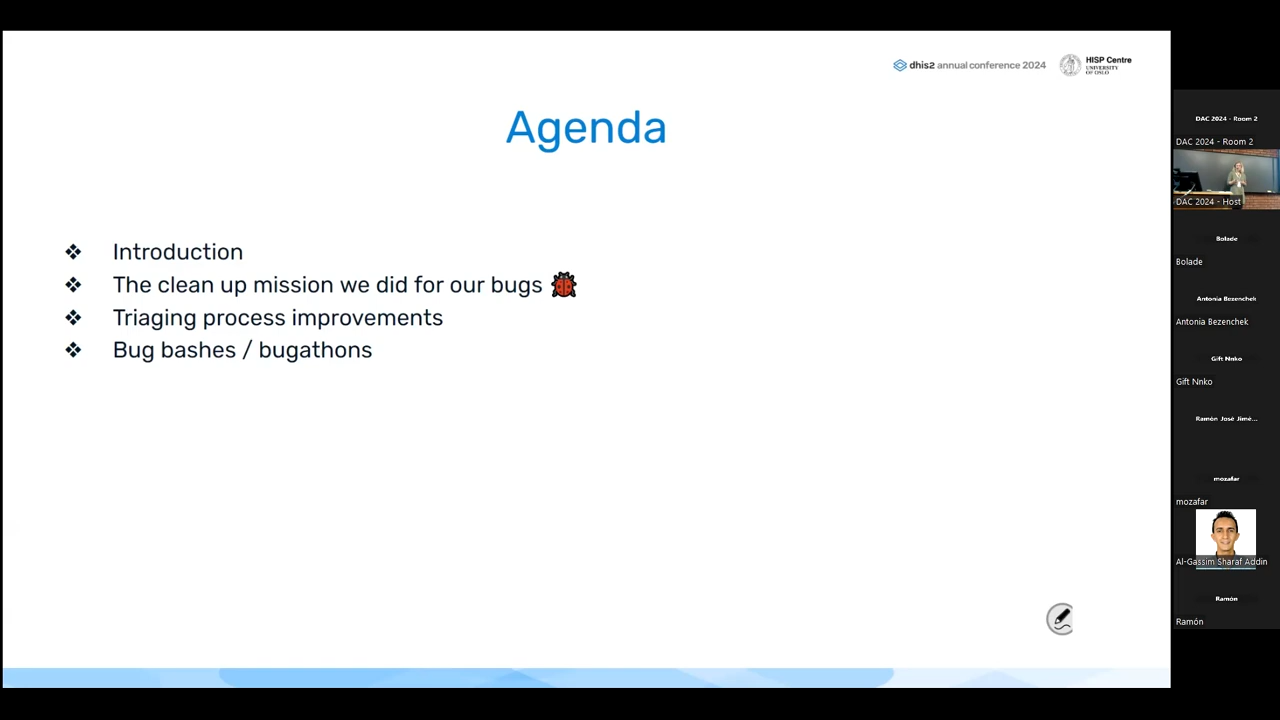 dhis2 annual conference 2024
HISP Centre
UNIVERSITY
OF OSLO
Agenda
❖ Introduction
❖ The clean up mission we did for our bugs 🐞
❖ Triaging process improvements
❖ Bug bashes / bugathons
DAC 2024 - Room 2
DAC 2024 - Room 2
DAC 2024 - Host
Bolade
Bolade
Antonia Bezenchek
Antonia Bezenchek
Gift Nnko
Gift Nnko
Ramón José Jimé...
mozafar
mozafar
Al-Gassim Sharaf Addin
Ramón
Ramón